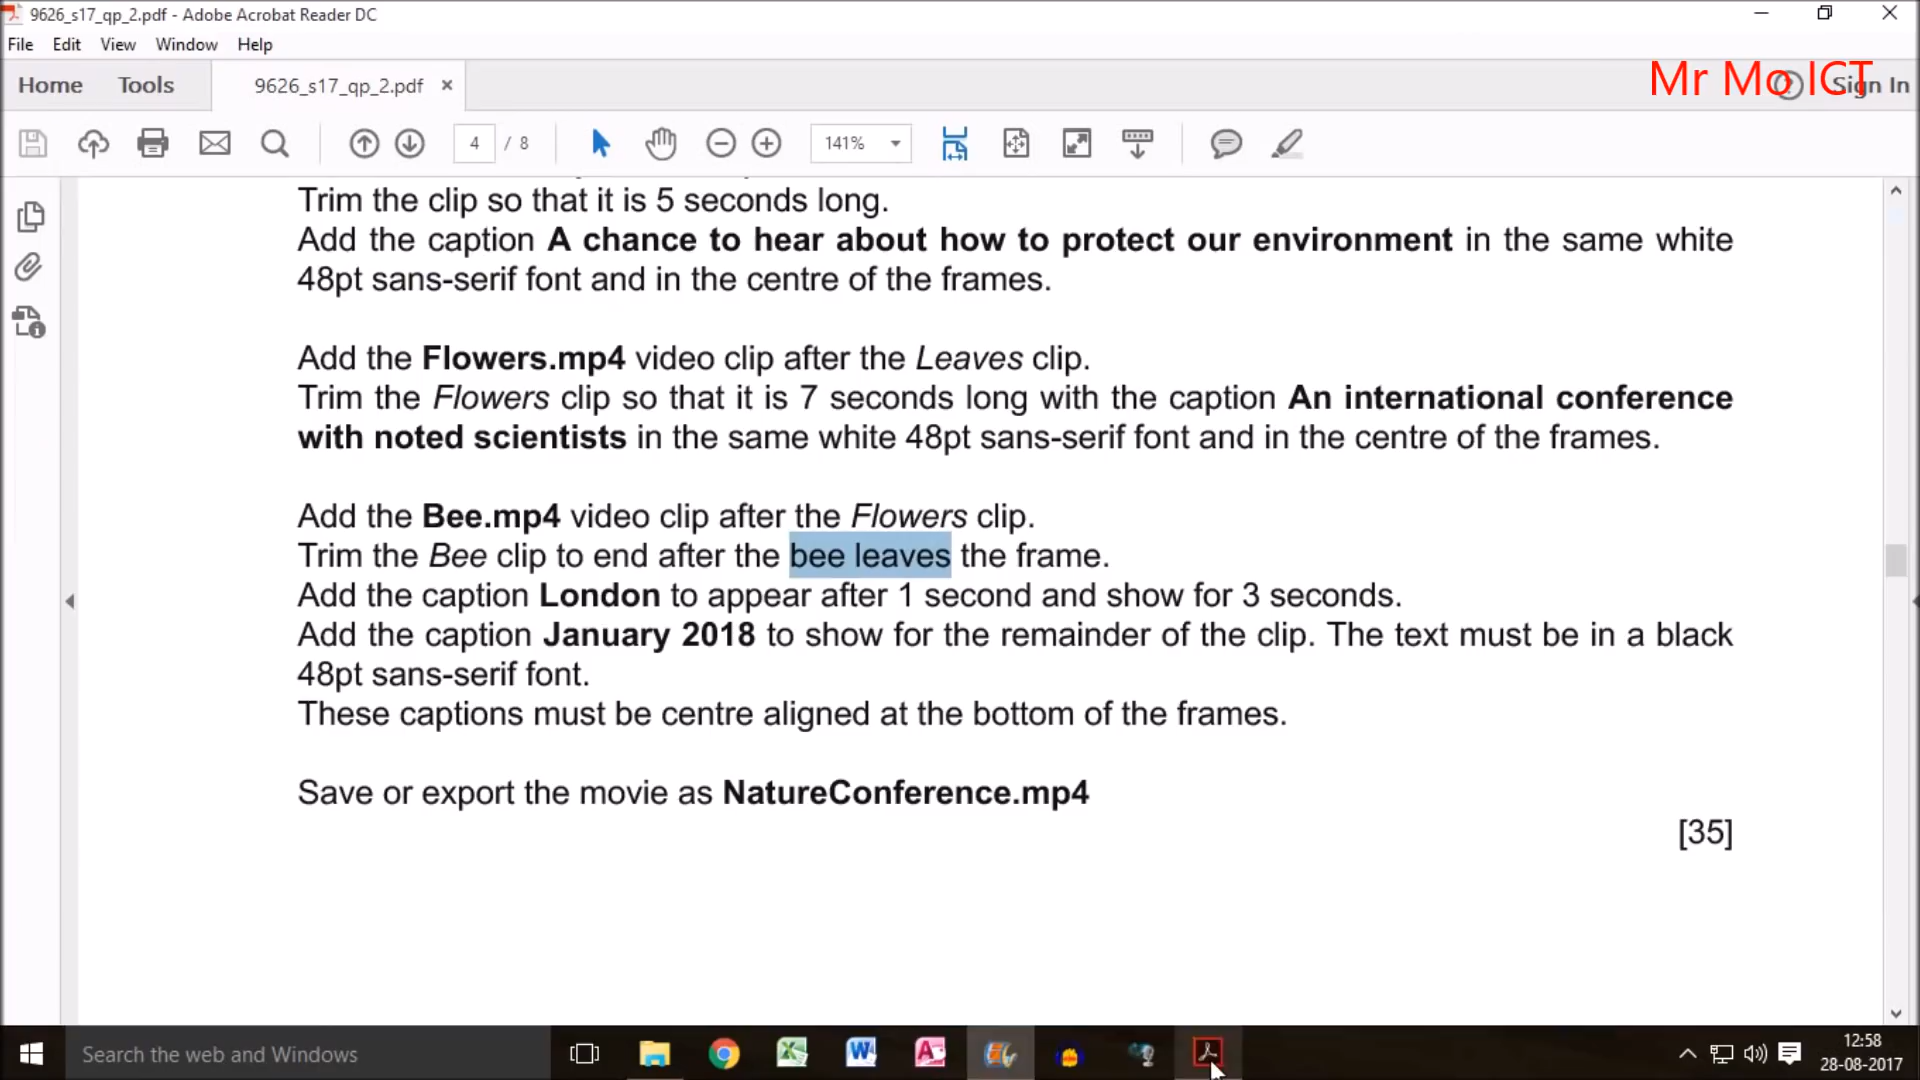 9626_s17_qp_2.pdf - Adobe Acrobat Reader DC
File Edit View Window Help
Mr Mo ICT
Home Tools 9626_s17_qp_2.pdf × Sign In
4 / 8 141%
Trim the clip so that it is 5 seconds long.
Add the caption A chance to hear about how to protect our environment in the same white
48pt sans-serif font and in the centre of the frames.
Add the Flowers.mp4 video clip after the Leaves clip.
Trim the Flowers clip so that it is 7 seconds long with the caption An international conference
with noted scientists in the same white 48pt sans-serif font and in the centre of the frames.
Add the Bee.mp4 video clip after the Flowers clip.
Trim the Bee clip to end after the bee leaves the frame.
Add the caption London to appear after 1 second and show for 3 seconds.
Add the caption January 2018 to show for the remainder of the clip. The text must be in a black
48pt sans-serif font.
These captions must be centre aligned at the bottom of the frames.
Save or export the movie as NatureConference.mp4
[35]
Search the web and Windows
12:58
28-08-2017